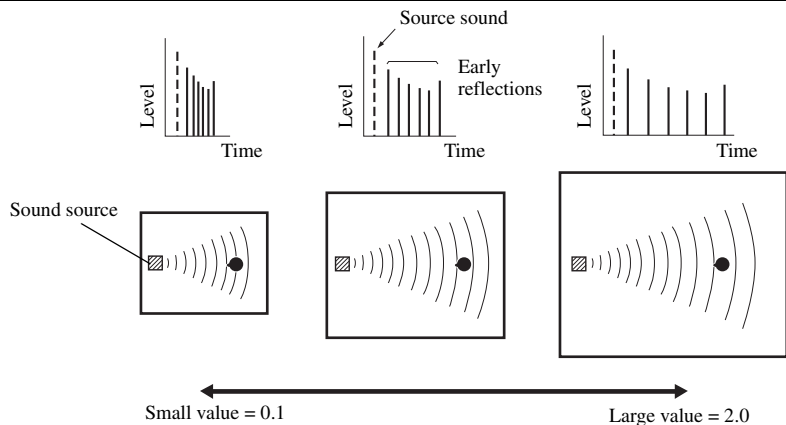 Source sound
Level
Time
Level
Early
reflections
Time
Level
Time
Sound source
Small value = 0.1
Large value = 2.0